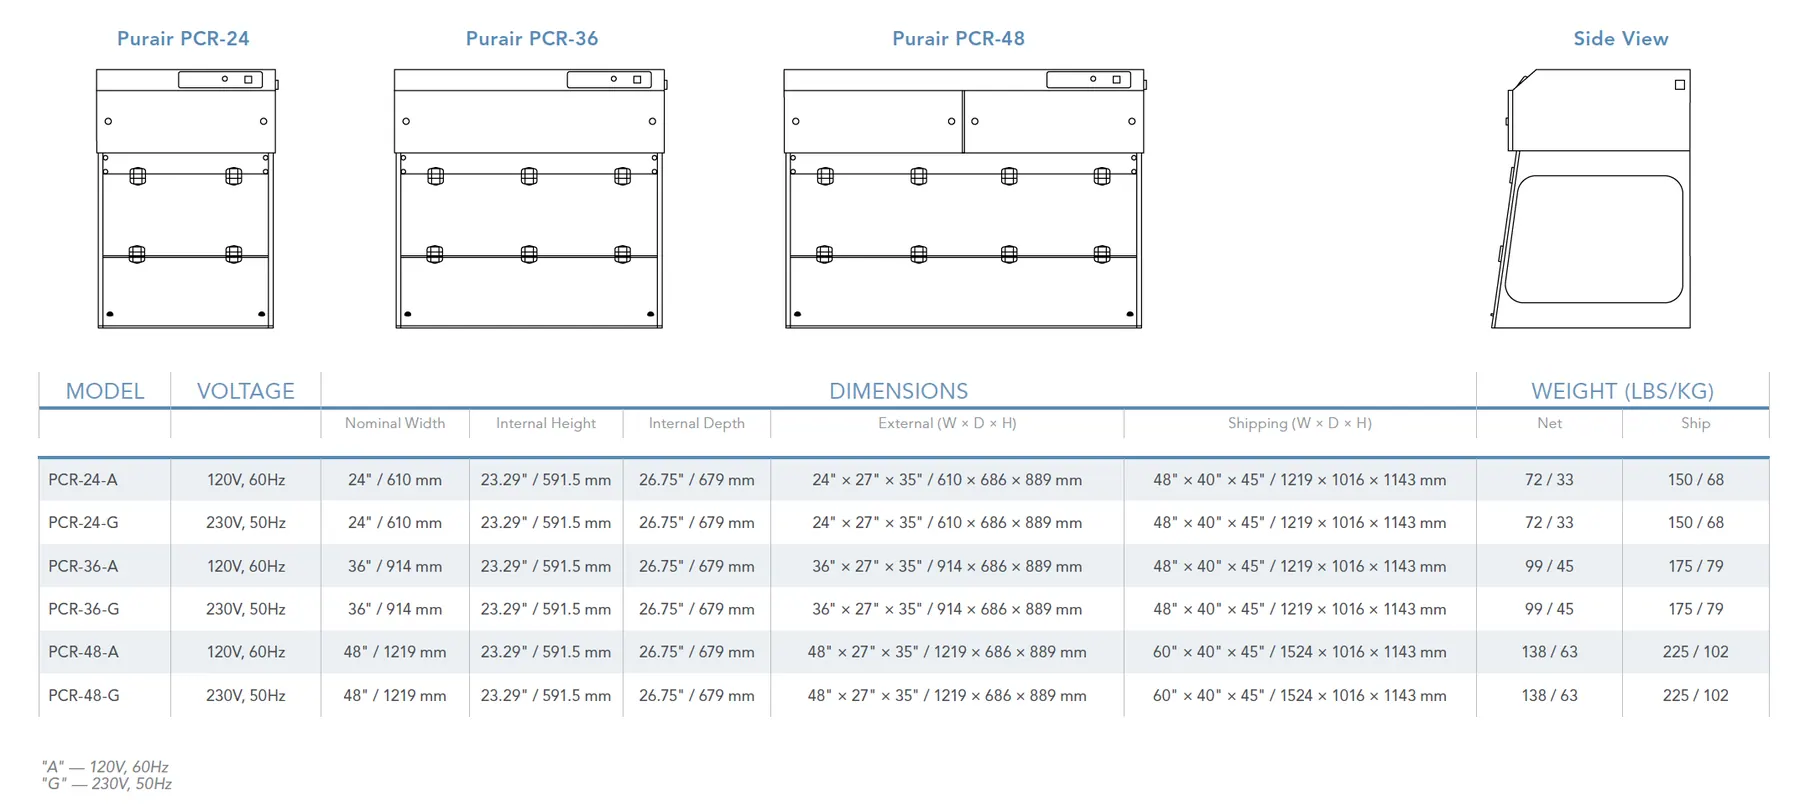 Purair PCR-24 Purair PCR-36 Purair PCR-48 Side View
MODEL VOLTAGE DIMENSIONS WEIGHT (LBS/KG)
Nominal Width Internal Height Internal Depth External (W × D × H) Shipping (W × D × H) Net Ship
PCR-24-A 120V, 60Hz 24" / 610 mm 23.29" / 591.5 mm 26.75" / 679 mm 24" × 27" × 35" / 610 × 686 × 889 mm 48" × 40" × 45" / 1219 × 1016 × 1143 mm 72 / 33 150 / 68
PCR-24-G 230V, 50Hz 24" / 610 mm 23.29" / 591.5 mm 26.75" / 679 mm 24" × 27" × 35" / 610 × 686 × 889 mm 48" × 40" × 45" / 1219 × 1016 × 1143 mm 72 / 33 150 / 68
PCR-36-A 120V, 60Hz 36" / 914 mm 23.29" / 591.5 mm 26.75" / 679 mm 36" × 27" × 35" / 914 × 686 × 889 mm 48" × 40" × 45" / 1219 × 1016 × 1143 mm 99 / 45 175 / 79
PCR-36-G 230V, 50Hz 36" / 914 mm 23.29" / 591.5 mm 26.75" / 679 mm 36" × 27" × 35" / 914 × 686 × 889 mm 48" × 40" × 45" / 1219 × 1016 × 1143 mm 99 / 45 175 / 79
PCR-48-A 120V, 60Hz 48" / 1219 mm 23.29" / 591.5 mm 26.75" / 679 mm 48" × 27" × 35" / 1219 × 686 × 889 mm 60" × 40" × 45" / 1524 × 1016 × 1143 mm 138 / 63 225 / 102
PCR-48-G 230V, 50Hz 48" / 1219 mm 23.29" / 591.5 mm 26.75" / 679 mm 48" × 27" × 35" / 1219 × 686 × 889 mm 60" × 40" × 45" / 1524 × 1016 × 1143 mm 138 / 63 225 / 102
"A" — 120V, 60Hz
"G" — 230V, 50Hz